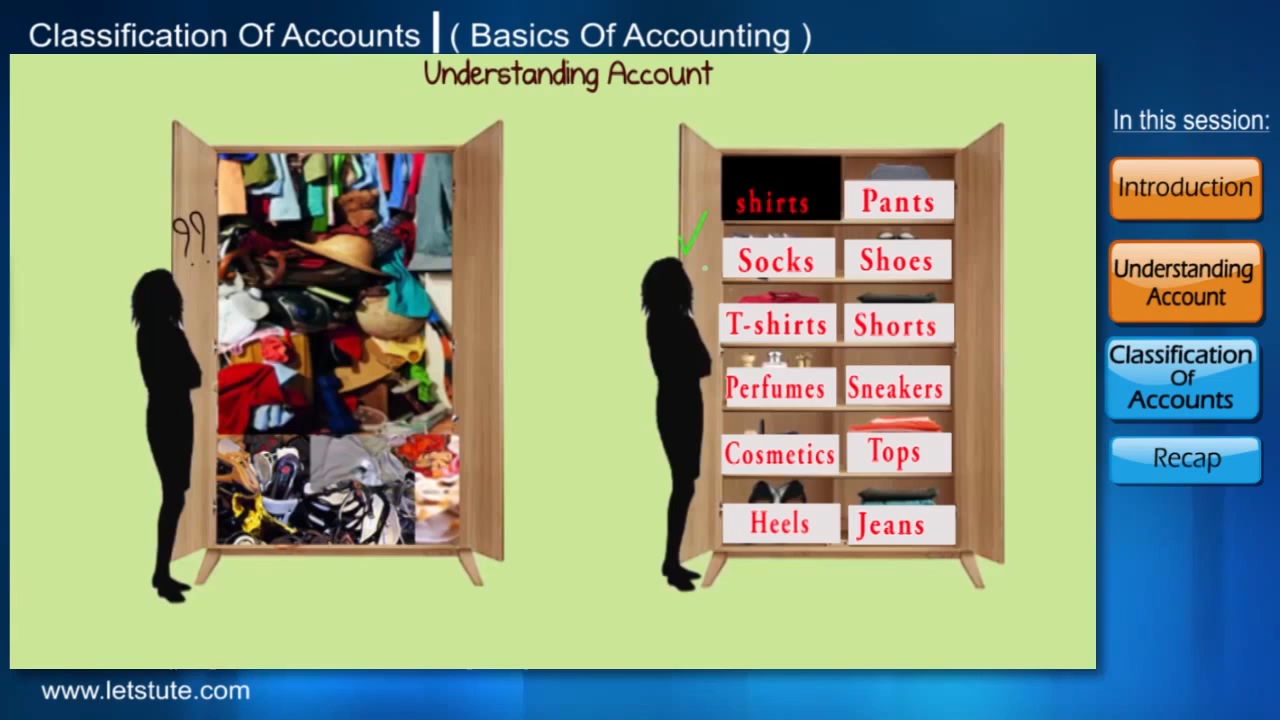 Classification Of Accounts | ( Basics Of Accounting )
Understanding Account
??
shirts Pants
Socks Shoes
T-shirts Shorts
Perfumes Sneakers
Cosmetics Tops
Heels Jeans
In this session:
Introduction
Understanding
Account
Classification
Of
Accounts
Recap
www.letstute.com